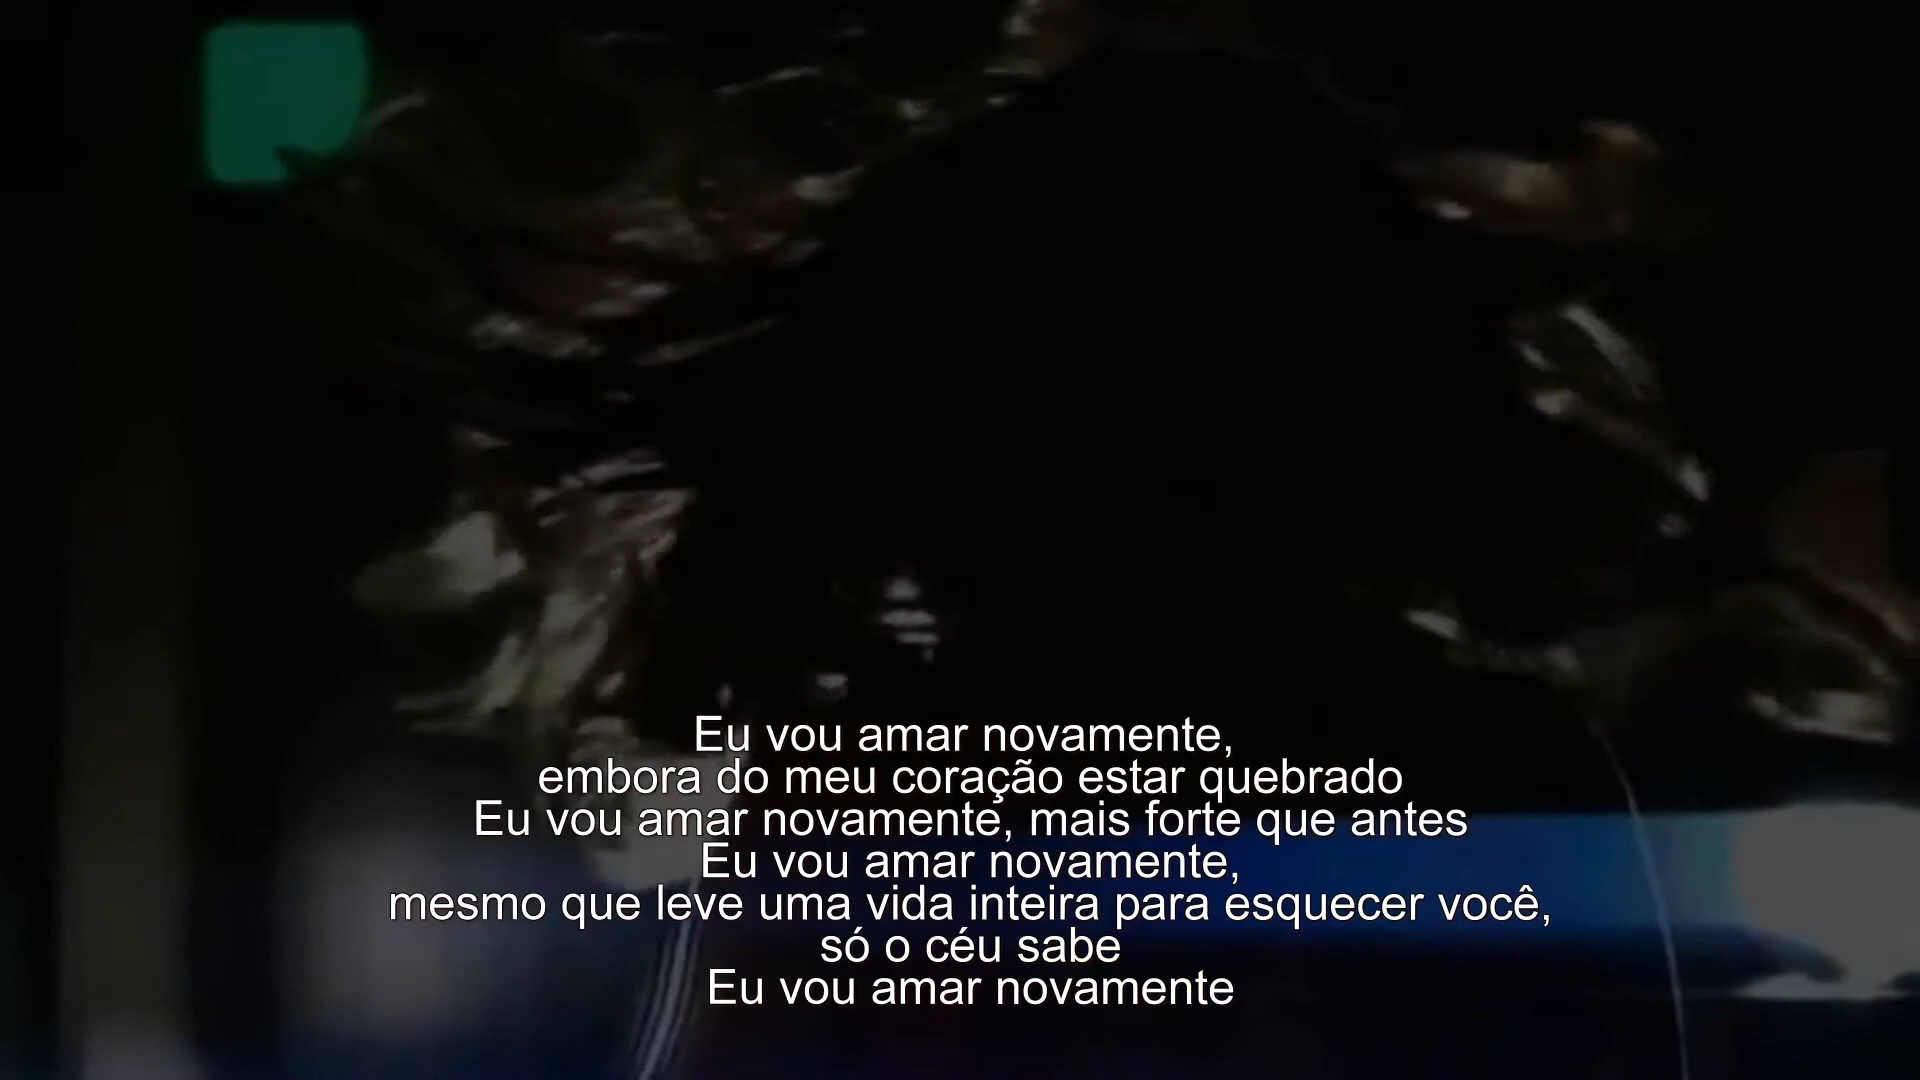 Eu vou amar novamente,
embora do meu coração estar quebrado
Eu vou amar novamente, mais forte que antes
Eu vou amar novamente,
mesmo que leve uma vida inteira para esquecer você,
só o céu sabe
Eu vou amar novamente